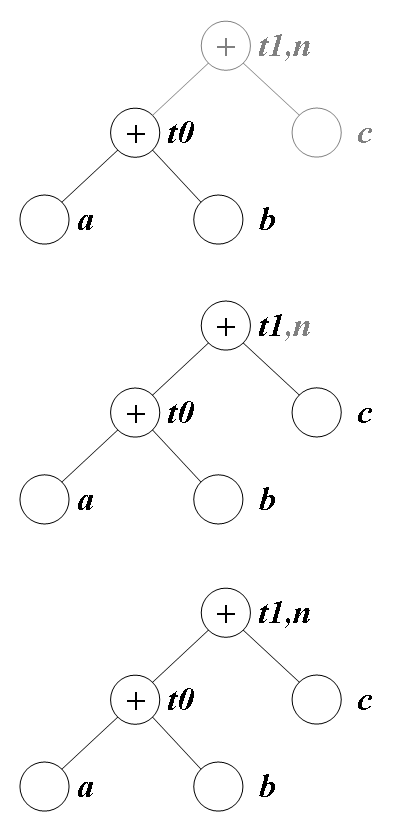 + t1,n
+ t0 c
a b
+ t1,n
+ t0 c
a b
+ t1,n
+ t0 c
a b